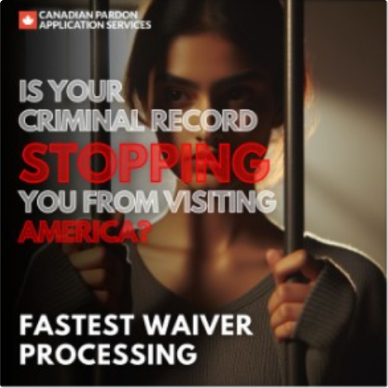 CANADIAN PARDON
APPLICATION SERVICES
IS YOUR
CRIMINAL RECORD
STOPPING
YOU FROM VISITING
AMERICA?
FASTEST WAIVER
PROCESSING